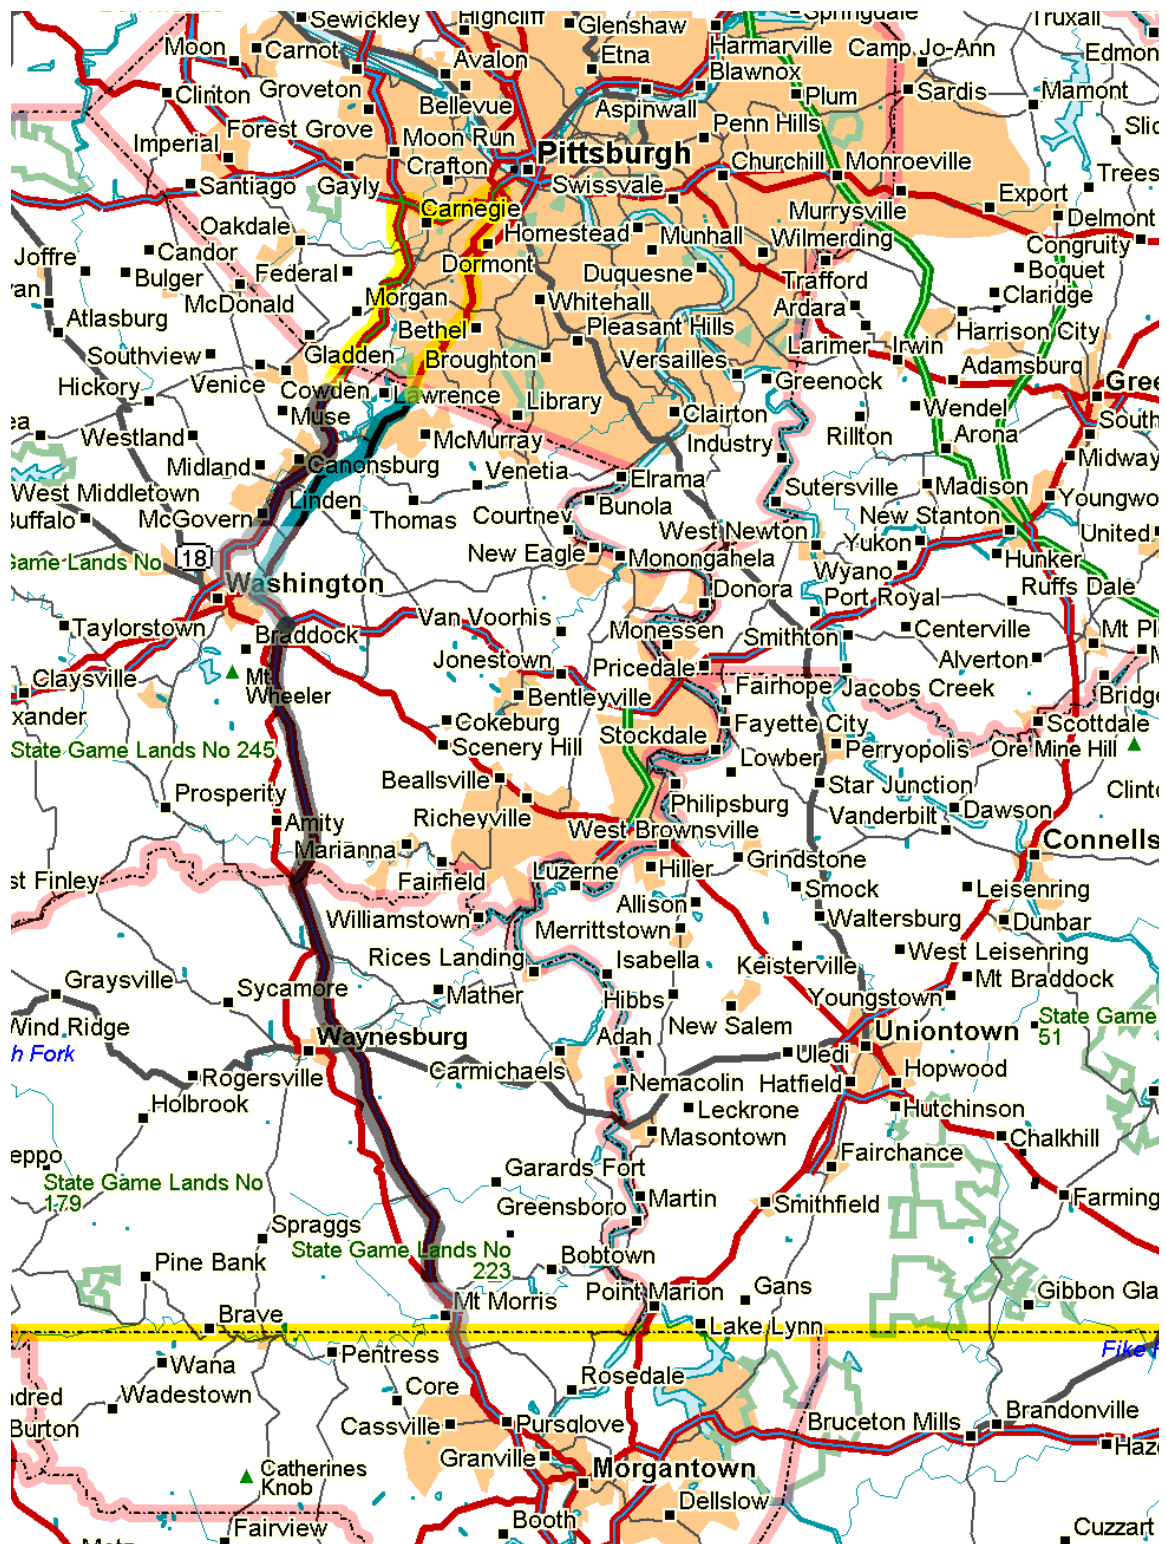 Sewickley
Highcliff
Glenshaw
Springdale
Truxall
Moon
Carnot
Avalon
Etna
Harmarville
Camp Jo-Ann
Clinton
Groveton
Bellevue
Aspinwall
Blawnox
Plum
Sardis
Mamont
Forest Grove
Moon Run
Penn Hills
Imperial
Crafton
Pittsburgh
Churchill
Monroeville
Santiago
Gayly
Swissvale
Export
Carnegie
Murrysville
Delmont
Oakdale
Homestead
Munhall
Wilmerding
Congruity
Joffre
Candor
Bulger
Federal
Dormont
Duquesne
Trafford
Boquet
McDonald
Morgan
Whitehall
Ardara
Claridge
Atlasburg
Bethel
Pleasant Hills
Harrison City
Southview
Gladden
Broughton
Versailles
Larimer
Irwin
Adamsburg
Hickory
Venice
Cowden
Lawrence
Greenock
Muse
Library
Clairton
Wendel
Westland
McMurray
Industry
Rillton
Arona
Midland
Canonsburg
Venetia
Elrama
Midway
West Middletown
Linden
Bunola
Sutersville
Madison
McGovern
Thomas
Courtney
West Newton
New Stanton
18
New Eagle
Monongahela
Yukon
United
Washington
Donora
Wyano
Hunker
Ruffs Dale
Taylorstown
Braddock
Van Voorhis
Monessen
Smithton
Port Royal
Centerville
Claysville
Mt
Wheeler
Jonestown
Pricedale
Alverton
Bentleyville
Fairhope
Jacobs Creek
Cokeburg
Fayette City
Scottdale
State Game Lands No 245
Scenery Hill
Stockdale
Lowber
Perryopolis
Ore Mine Hill
Beallsville
Star Junction
Prosperity
Richeyville
Philipsburg
Vanderbilt
Dawson
Amity
West Brownsville
Marianna
Grindstone
Fairfield
Luzerne
Hiller
Smock
Leisenring
Williamstown
Allison
Waltersburg
Dunbar
Merrittstown
Rices Landing
Isabella
Keisterville
West Leisenring
Graysville
Sycamore
Mather
Hibbs
Youngstown
Mt Braddock
Wind Ridge
Waynesburg
New Salem
Adah
Uniontown
State Game
51
Rogersville
Carmichaels
Uledi
Nemacolin
Hatfield
Hopwood
Holbrook
Leckrone
Hutchinson
Masontown
Chalkhill
Garards Fort
Fairchance
State Game Lands No
179
Greensboro
Martin
Smithfield
Spraggs
State Game Lands No
223
Pine Bank
Bobtown
Mt Morris
Point Marion
Gans
Brave
Lake Lynn
Wana
Pentress
Wadestown
Core
Rosedale
Cassville
Pursglove
Bruceton Mills
Brandonville
Burton
Granville
Morgantown
Catherines
Knob
Dellslow
Fairview
Booth
Cuzzart